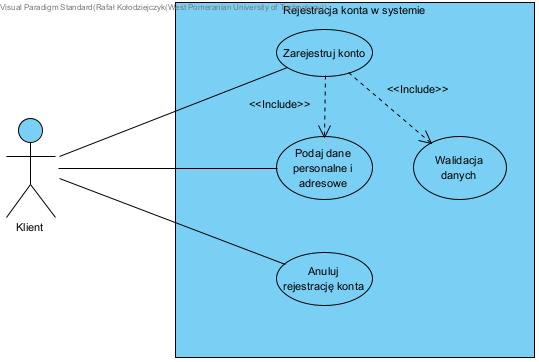 Visual Paradigm Standard(Rafał Kołodziejczyk(West Pomeranian University of
Rejestracja konta w systemie
Zarejestruj konto
<<Include>>
<<Include>>
Podaj dane
personalne i
adresowe
Walidacja
danych
Klient
Anuluj
rejestrację konta